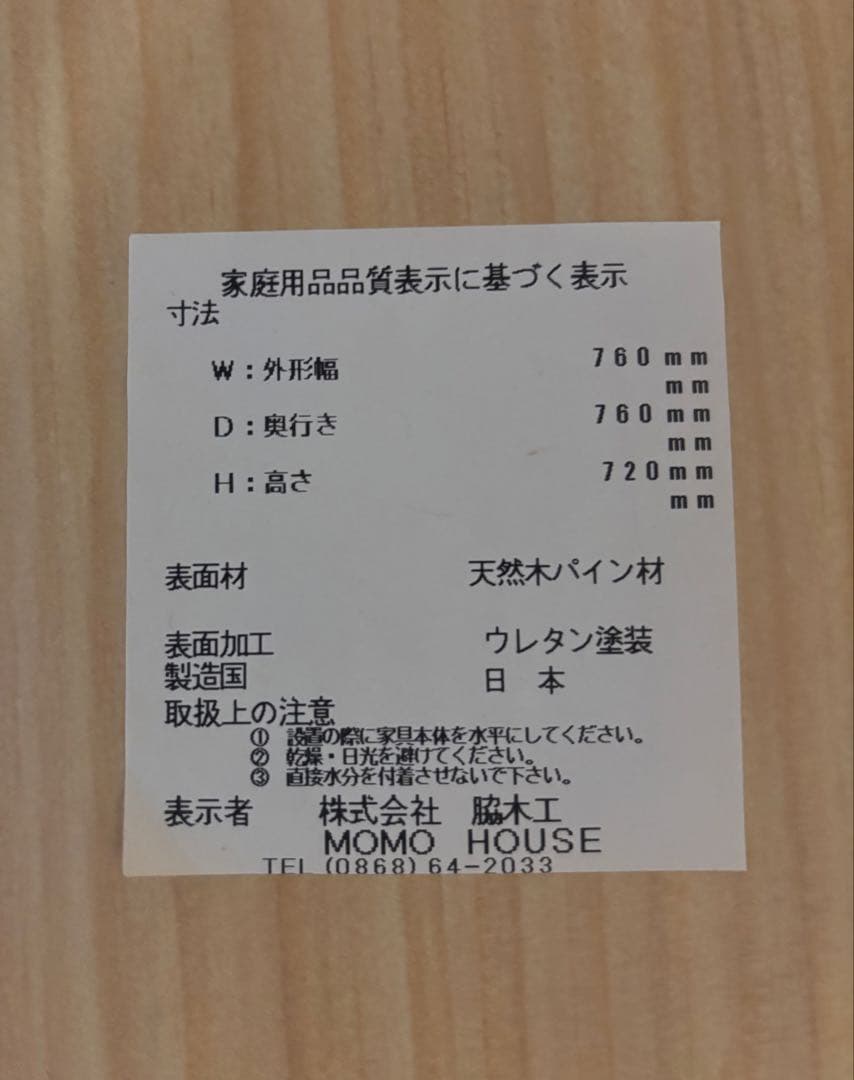 家庭用品品質表示に基づく表示
寸法
W：外形幅 760mm
mm
D：奥行き 760mm
mm
H：高さ 720mm
mm
表面材 天然木パイン材
表面加工 ウレタン塗装
製造国 日 本
取扱上の注意
① 設置の際に家具本体を水平にしてください。
② 乾燥・日光を避けてください。
③ 直接水分を付着させないで下さい。
表示者 株式会社 脇木工
MOMO HOUSE
TEL(0868)64-2033